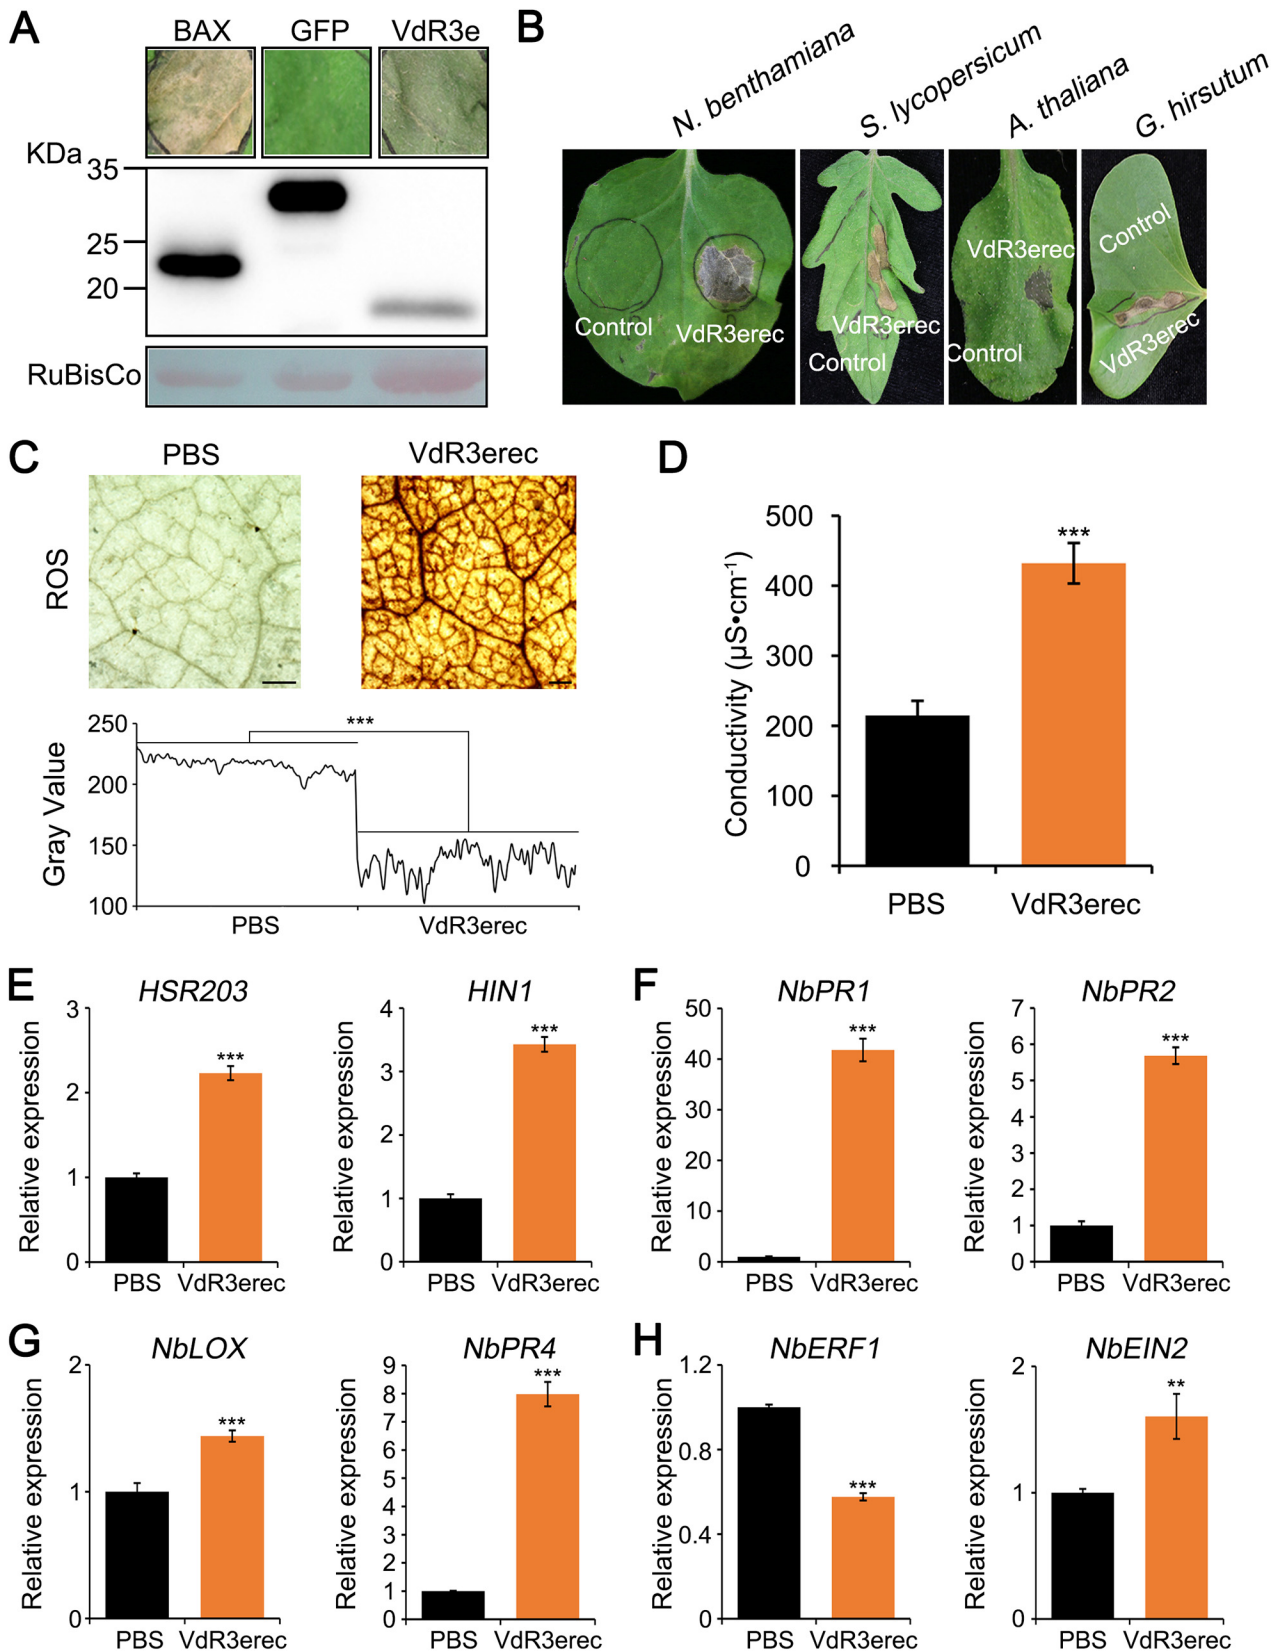 A
BAX GFP VdR3e
KDa
35
25
20
RuBisCo
B
N. benthamiana
S. lycopersicum
A. thaliana
G. hirsutum
Control VdR3erec
VdR3erec
Control
VdR3erec
Control
Control
VdR3erec
C
PBS VdR3erec
ROS
***
Gray Value
250
200
150
100
PBS VdR3erec
D
Conductivity (μS•cm-1)
500
400
300
200
100
0
***
PBS VdR3erec
E
HSR203
Relative expression
3
2
1
0
***
PBS VdR3erec
HIN1
Relative expression
4
3
2
1
0
***
PBS VdR3erec
F
NbPR1
Relative expression
50
40
30
20
10
0
***
PBS VdR3erec
NbPR2
Relative expression
7
6
5
4
3
2
1
0
***
PBS VdR3erec
G
NbLOX
Relative expression
2
1
0
***
PBS VdR3erec
NbPR4
Relative expression
9
8
7
6
5
4
3
2
1
0
***
PBS VdR3erec
H
NbERF1
Relative expression
1.2
0.8
0.4
0
***
PBS VdR3erec
NbEIN2
Relative expression
2
1
0
**
PBS VdR3erec